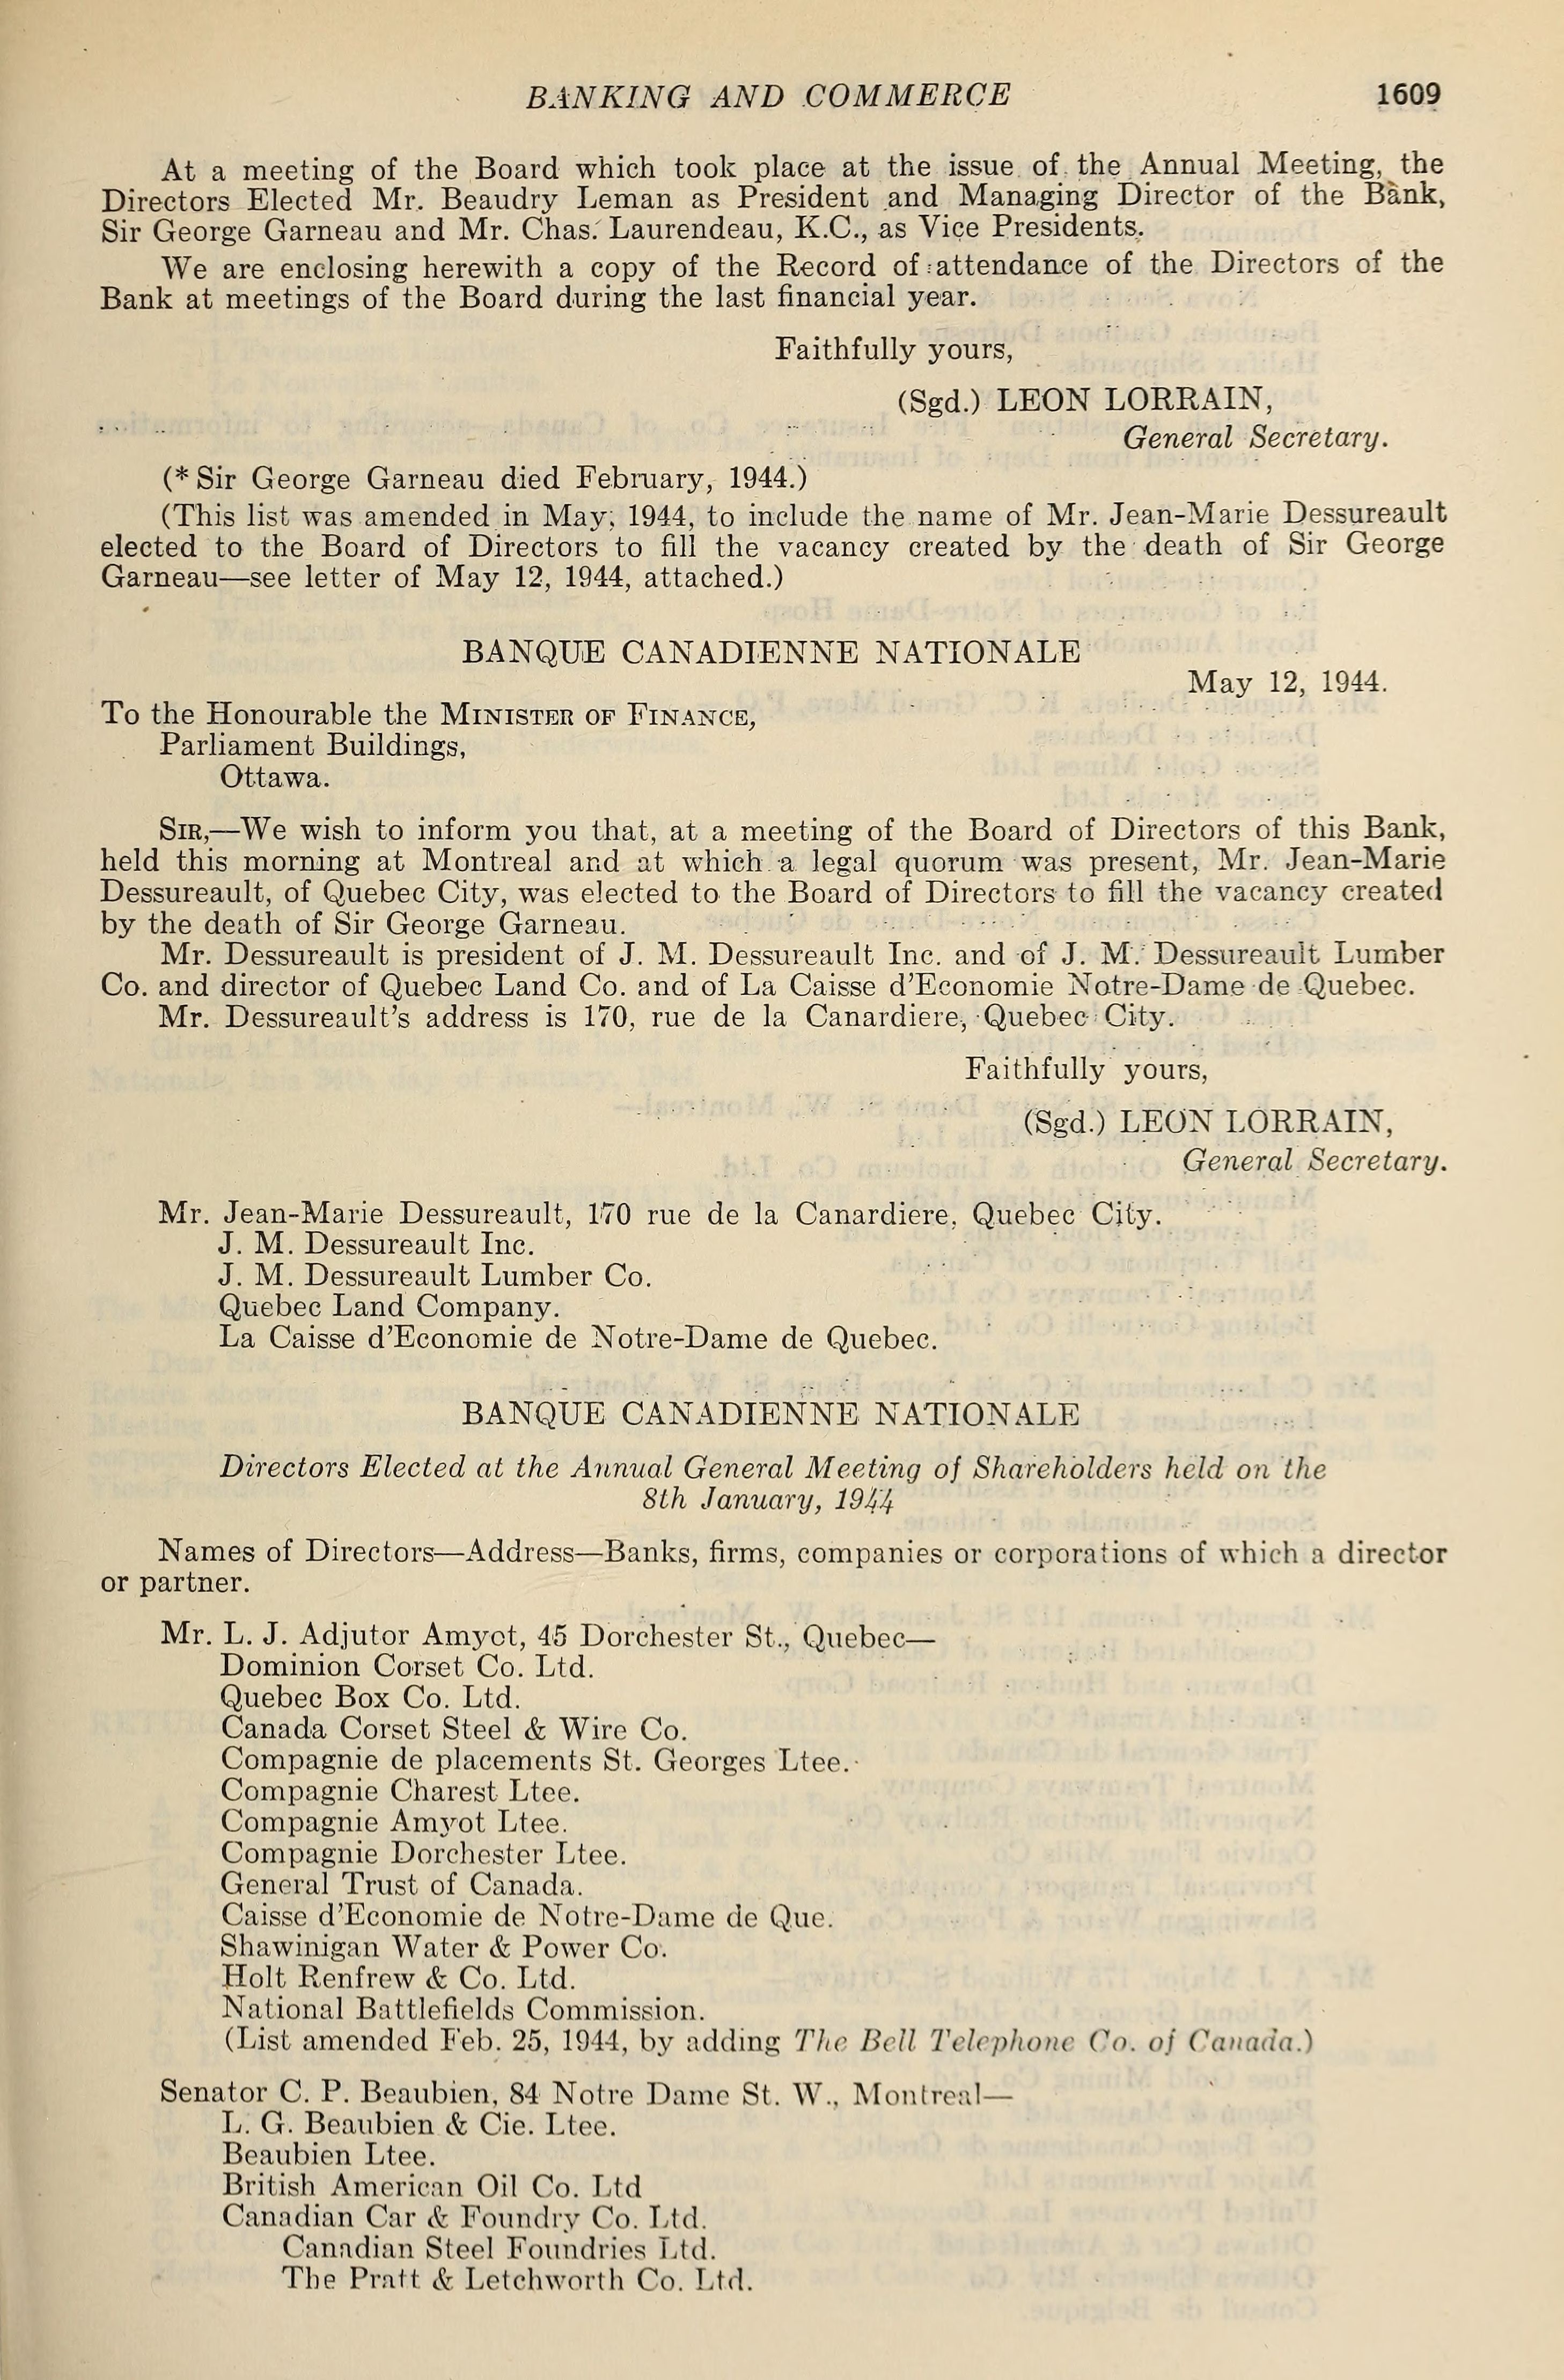 BANKING AND COMMERCE 1609
At a meeting of the Board which took place at the issue of the Annual Meeting, the
Directors Elected Mr. Beaudry Leman as President and Managing Director of the Bank,
Sir George Garneau and Mr. Chas. Laurendeau, K.C., as Vice Presidents.
We are enclosing herewith a copy of the Record of attendance of the Directors of the
Bank at meetings of the Board during the last financial year.
Faithfully yours,
(Sgd.) LEON LORRAIN,
General Secretary.
(* Sir George Garneau died February, 1944.)
(This list was amended in May, 1944, to include the name of Mr. Jean-Marie Dessureault
elected to the Board of Directors to fill the vacancy created by the death of Sir George
Garneau—see letter of May 12, 1944, attached.)
BANQUE CANADIENNE NATIONALE
May 12, 1944.
To the Honourable the MINISTER OF FINANCE,
Parliament Buildings,
Ottawa.
SIR,—We wish to inform you that, at a meeting of the Board of Directors of this Bank,
held this morning at Montreal and at which a legal quorum was present, Mr. Jean-Marie
Dessureault, of Quebec City, was elected to the Board of Directors to fill the vacancy created
by the death of Sir George Garneau.
Mr. Dessureault is president of J. M. Dessureault Inc. and of J. M. Dessureault Lumber
Co. and director of Quebec Land Co. and of La Caisse d'Economie Notre-Dame de Quebec.
Mr. Dessureault's address is 170, rue de la Canardiere, Quebec City.
Faithfully yours,
(Sgd.) LEON LORRAIN,
General Secretary.
Mr. Jean-Marie Dessureault, 170 rue de la Canardiere, Quebec City.
J. M. Dessureault Inc.
J. M. Dessureault Lumber Co.
Quebec Land Company.
La Caisse d'Economie de Notre-Dame de Quebec.
BANQUE CANADIENNE NATIONALE
Directors Elected at the Annual General Meeting of Shareholders held on the
8th January, 1944
Names of Directors—Address—Banks, firms, companies or corporations of which a director
or partner.
Mr. L. J. Adjutor Amyot, 45 Dorchester St., Quebec—
Dominion Corset Co. Ltd.
Quebec Box Co. Ltd.
Canada Corset Steel & Wire Co.
Compagnie de placements St. Georges Ltee.
Compagnie Charest Ltee.
Compagnie Amyot Ltee.
Compagnie Dorchester Ltee.
General Trust of Canada.
Caisse d'Economie de Notre-Dame de Que.
Shawinigan Water & Power Co.
Holt Renfrew & Co. Ltd.
National Battlefields Commission.
(List amended Feb. 25, 1944, by adding The Bell Telephone Co. of Canada.)
Senator C. P. Beaubien, 84 Notre Dame St. W., Montreal—
L. G. Beaubien & Cie. Ltee.
Beaubien Ltee.
British American Oil Co. Ltd
Canadian Car & Foundry Co. Ltd.
Canadian Steel Foundries Ltd.
The Pratt & Letchworth Co. Ltd.